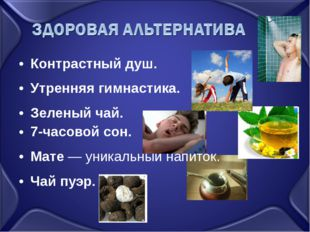 ЗДОРОВАЯ АЛЬТЕРНАТИВА
• Контрастный душ.
• Утренняя гимнастика.
• Зеленый чай.
• 7-часовой сон.
• Мате — уникальный напиток.
• Чай пуэр.